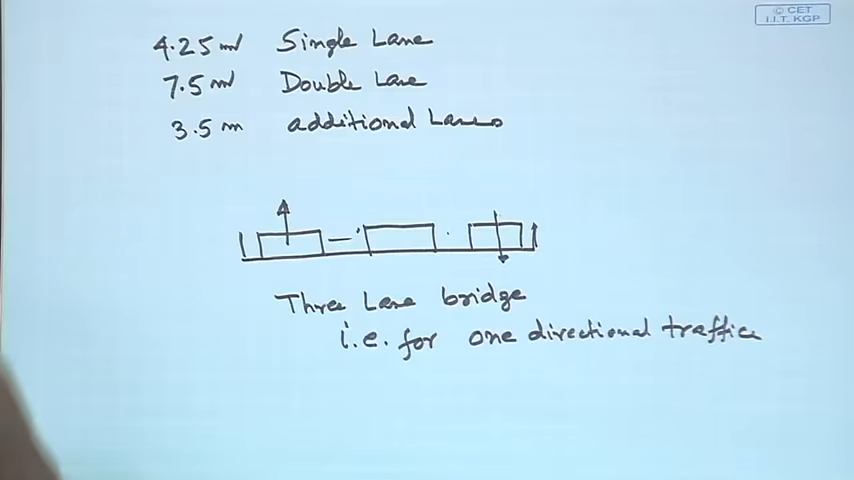 © CET
I.I.T. KGP
4.25 m Single Lane
7.5 m Double Lane
3.5 m additional Lanes
Three Lane bridge
i.e. for one directional traffic